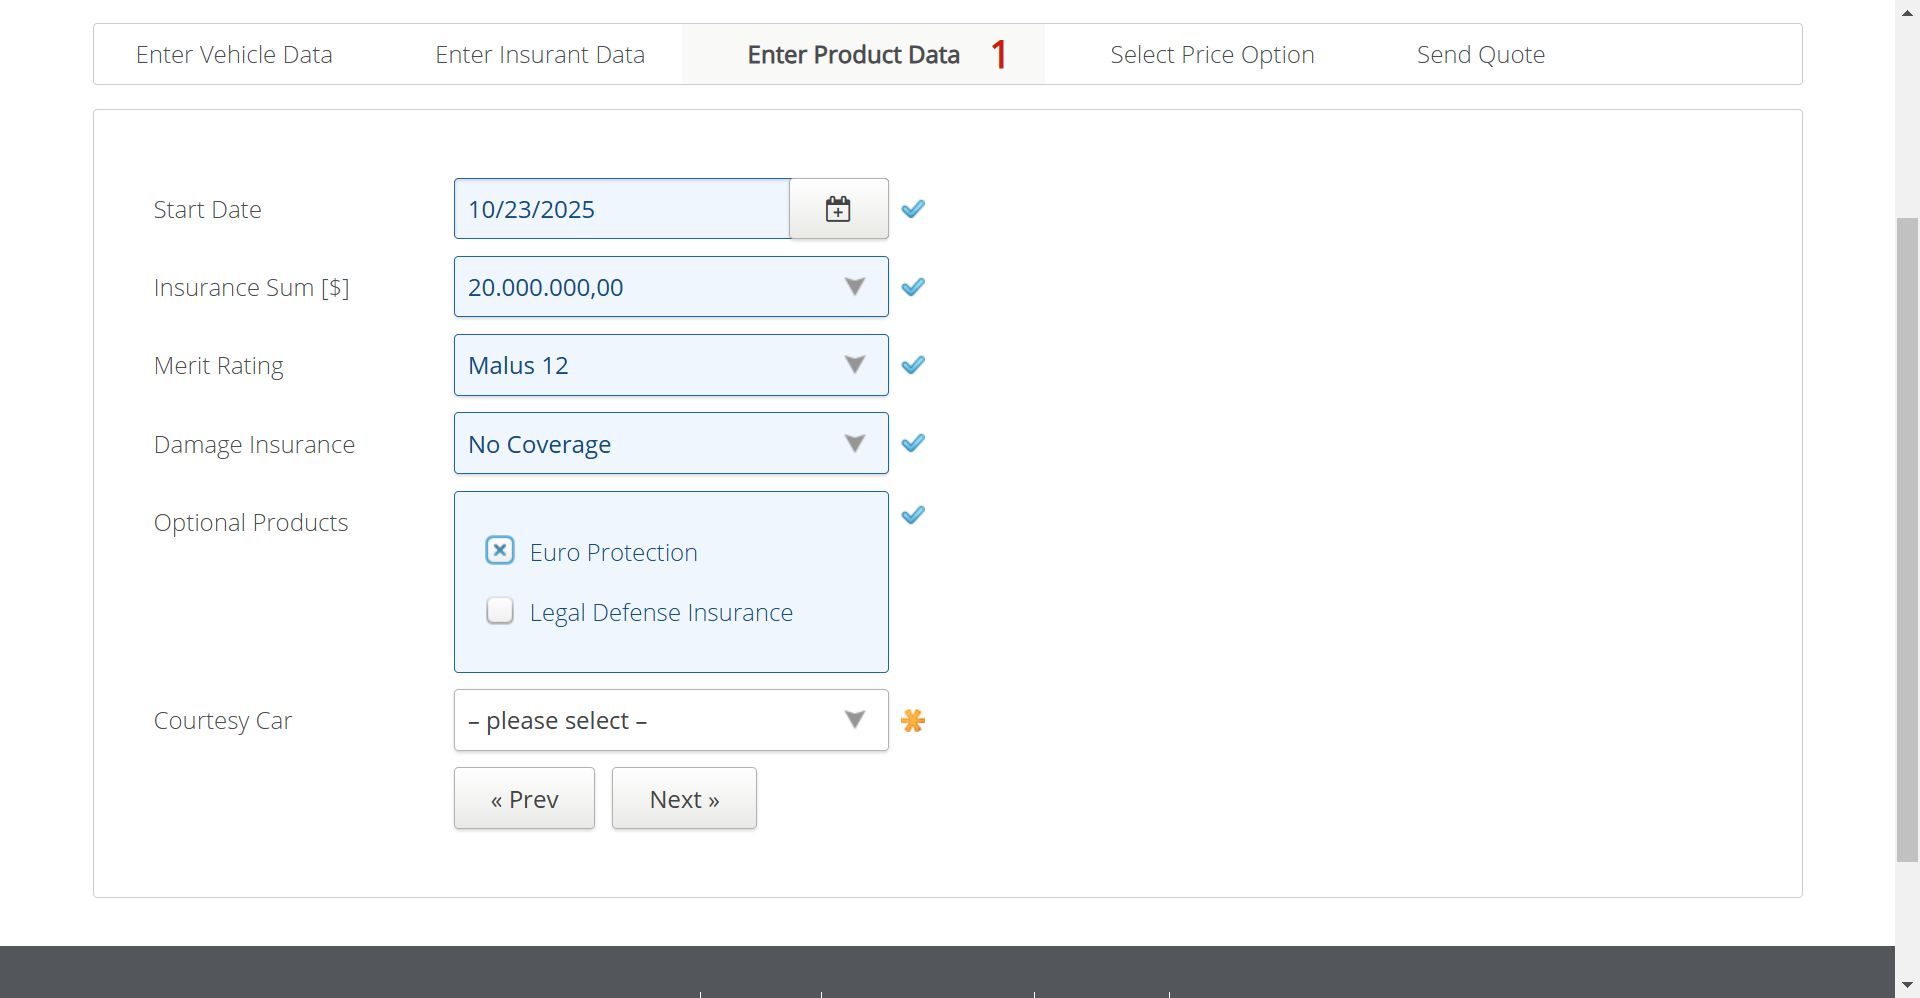 Enter Vehicle Data Enter Insurant Data Enter Product Data 1 Select Price Option Send Quote
Start Date 10/23/2025
Insurance Sum [$] 20.000.000,00
Merit Rating Malus 12
Damage Insurance No Coverage
Optional Products
Euro Protection
Legal Defense Insurance
Courtesy Car – please select –
« Prev Next »